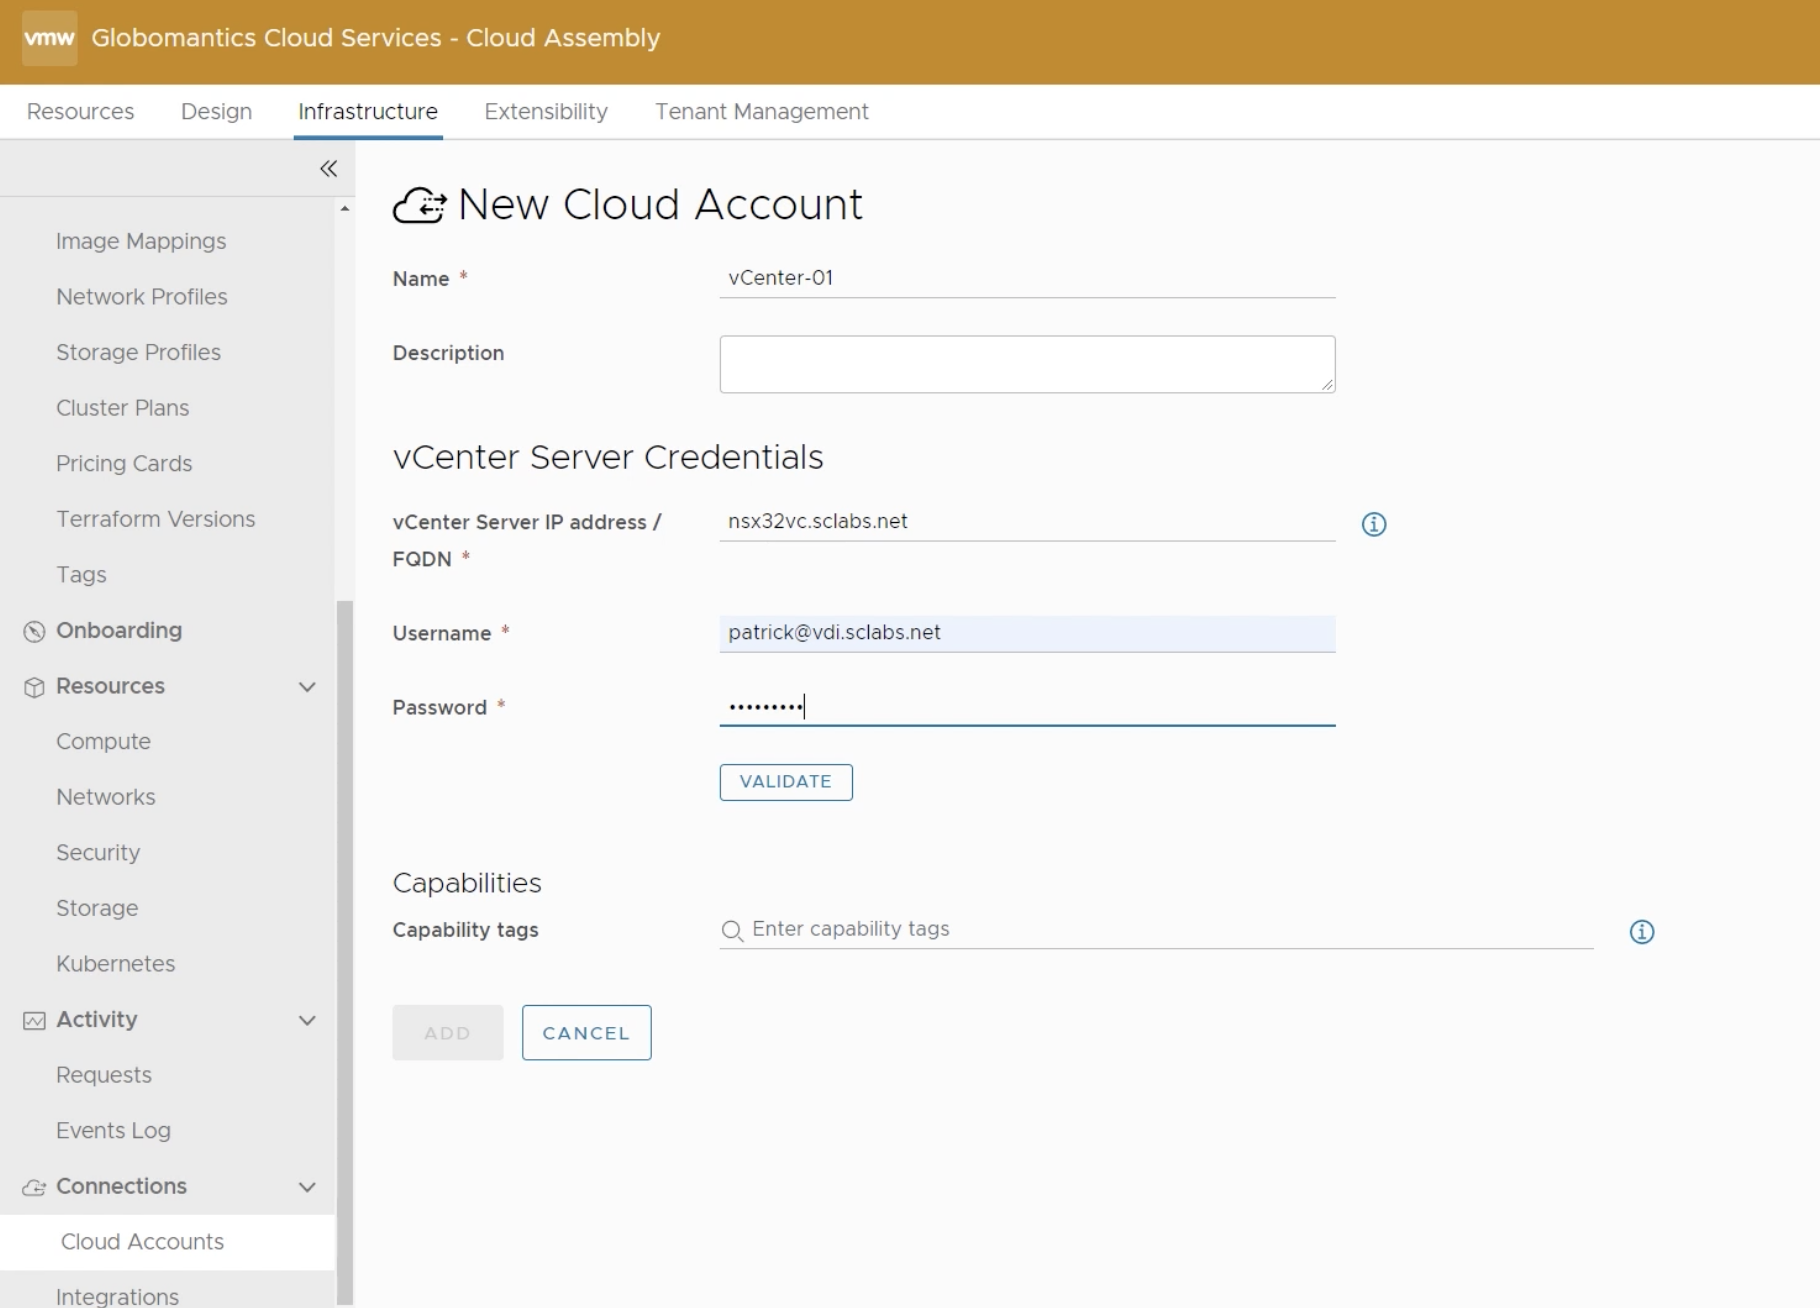 vmw Globomantics Cloud Services - Cloud Assembly
Resources Design Infrastructure Extensibility Tenant Management
Image Mappings
Network Profiles
Storage Profiles
Cluster Plans
Pricing Cards
Terraform Versions
Tags
Onboarding
Resources
Compute
Networks
Security
Storage
Kubernetes
Activity
Requests
Events Log
Connections
Cloud Accounts
Integrations
New Cloud Account
Name * vCenter-01
Description
vCenter Server Credentials
vCenter Server IP address / nsx32vc.sclabs.net
FQDN *
Username * patrick@vdi.sclabs.net
Password * •••••••••
VALIDATE
Capabilities
Capability tags Enter capability tags
ADD CANCEL